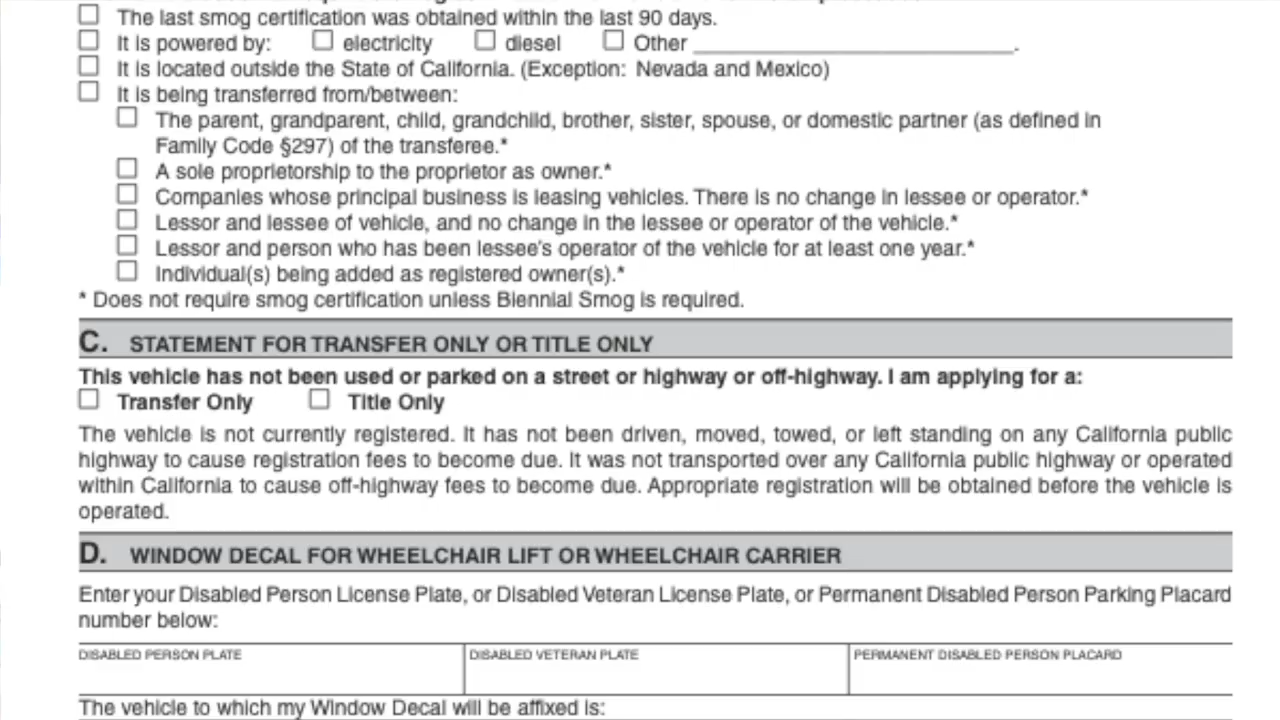 The last smog certification was obtained within the last 90 days.
It is powered by: electricity diesel Other ____________________________.
It is located outside the State of California. (Exception: Nevada and Mexico)
It is being transferred from/between:
The parent, grandparent, child, grandchild, brother, sister, spouse, or domestic partner (as defined in
Family Code §297) of the transferee.*
A sole proprietorship to the proprietor as owner.*
Companies whose principal business is leasing vehicles. There is no change in lessee or operator.*
Lessor and lessee of vehicle, and no change in the lessee or operator of the vehicle.*
Lessor and person who has been lessee's operator of the vehicle for at least one year.*
Individual(s) being added as registered owner(s).*
* Does not require smog certification unless Biennial Smog is required.
C. STATEMENT FOR TRANSFER ONLY OR TITLE ONLY
This vehicle has not been used or parked on a street or highway or off-highway. I am applying for a:
Transfer Only Title Only
The vehicle is not currently registered. It has not been driven, moved, towed, or left standing on any California public
highway to cause registration fees to become due. It was not transported over any California public highway or operated
within California to cause off-highway fees to become due. Appropriate registration will be obtained before the vehicle is
operated.
D. WINDOW DECAL FOR WHEELCHAIR LIFT OR WHEELCHAIR CARRIER
Enter your Disabled Person License Plate, or Disabled Veteran License Plate, or Permanent Disabled Person Parking Placard
number below:
DISABLED PERSON PLATE DISABLED VETERAN PLATE PERMANENT DISABLED PERSON PLACARD
The vehicle to which my Window Decal will be affixed is: